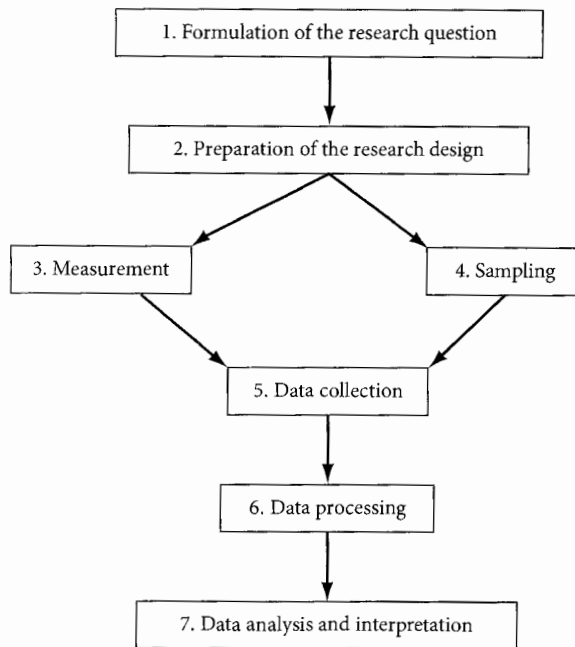 1. Formulation of the research question
2. Preparation of the research design
3. Measurement
4. Sampling
5. Data collection
6. Data processing
7. Data analysis and interpretation